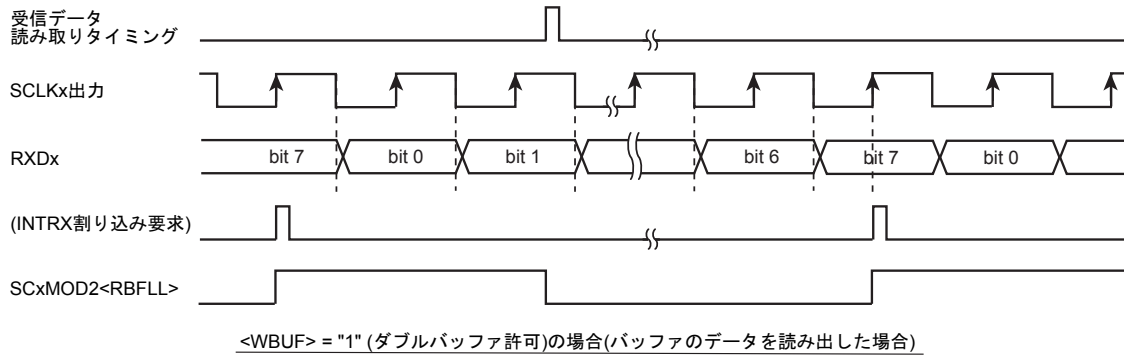 受信データ
読み取りタイミング
SCLKx出力
RXDx
bit 7 bit 0 bit 1 bit 6 bit 7 bit 0
(INTRX割り込み要求)
SCxMOD2<RBFLL>
<WBUF> = "1" (ダブルバッファ許可)の場合(バッファのデータを読み出した場合)